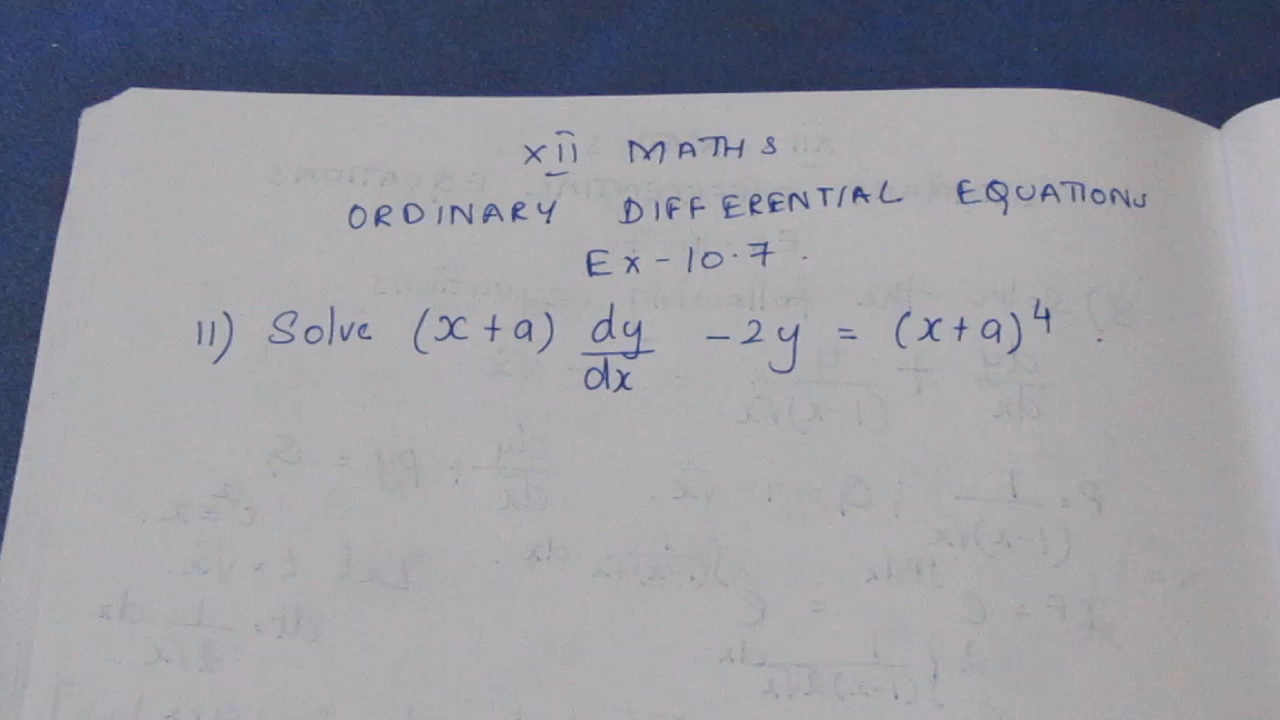 XII MATHS
ORDINARY DIFFERENTIAL EQUATIONS
Ex - 10.7.
11) Solve (x+a) dy/dx - 2y = (x+a)^4.